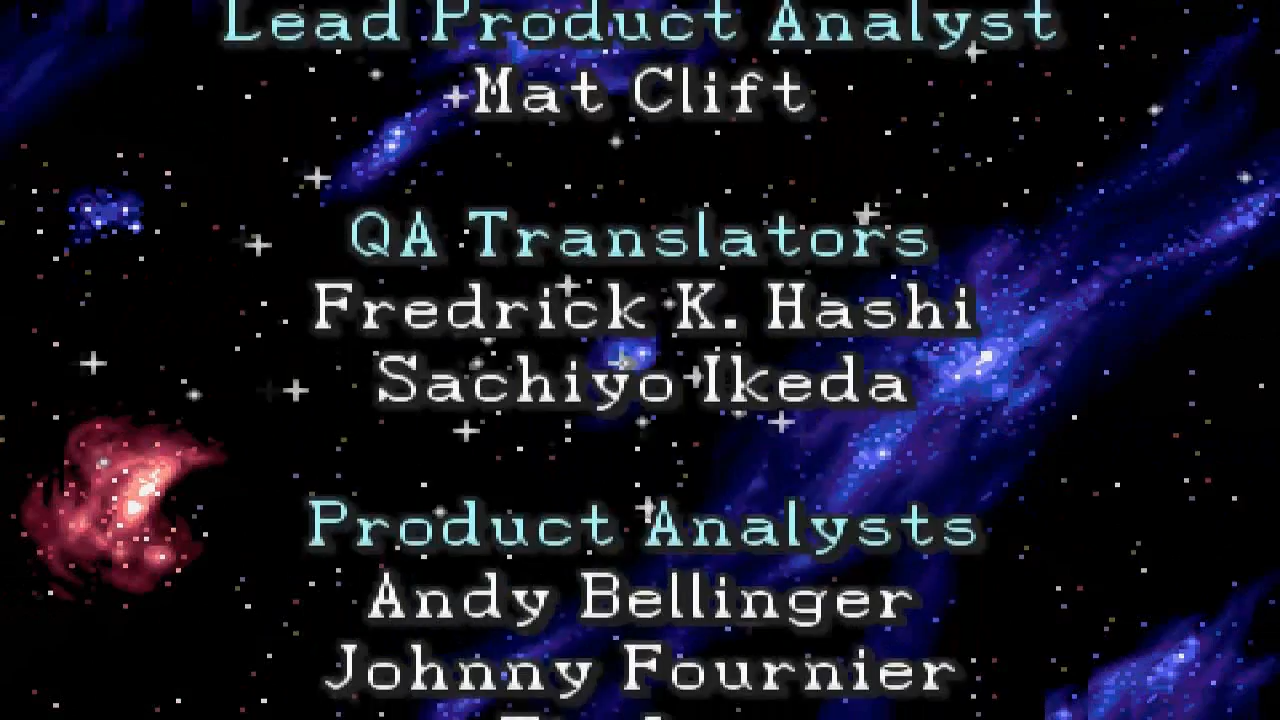 Lead Product Analyst
Mat Clift
QA Translators
Fredrick K. Hashi
Sachiyo Ikeda
Product Analysts
Andy Bellinger
Johnny Fournier